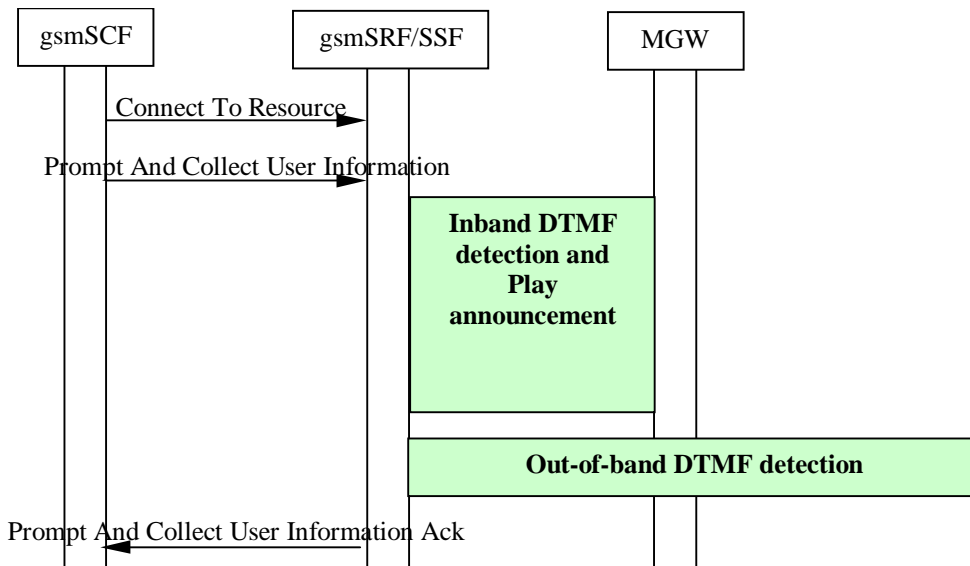 gsmSCF
gsmSRF/SSF
MGW
Connect To Resource
Prompt And Collect User Information
Inband DTMF
detection and
Play
announcement
Out-of-band DTMF detection
Prompt And Collect User Information Ack